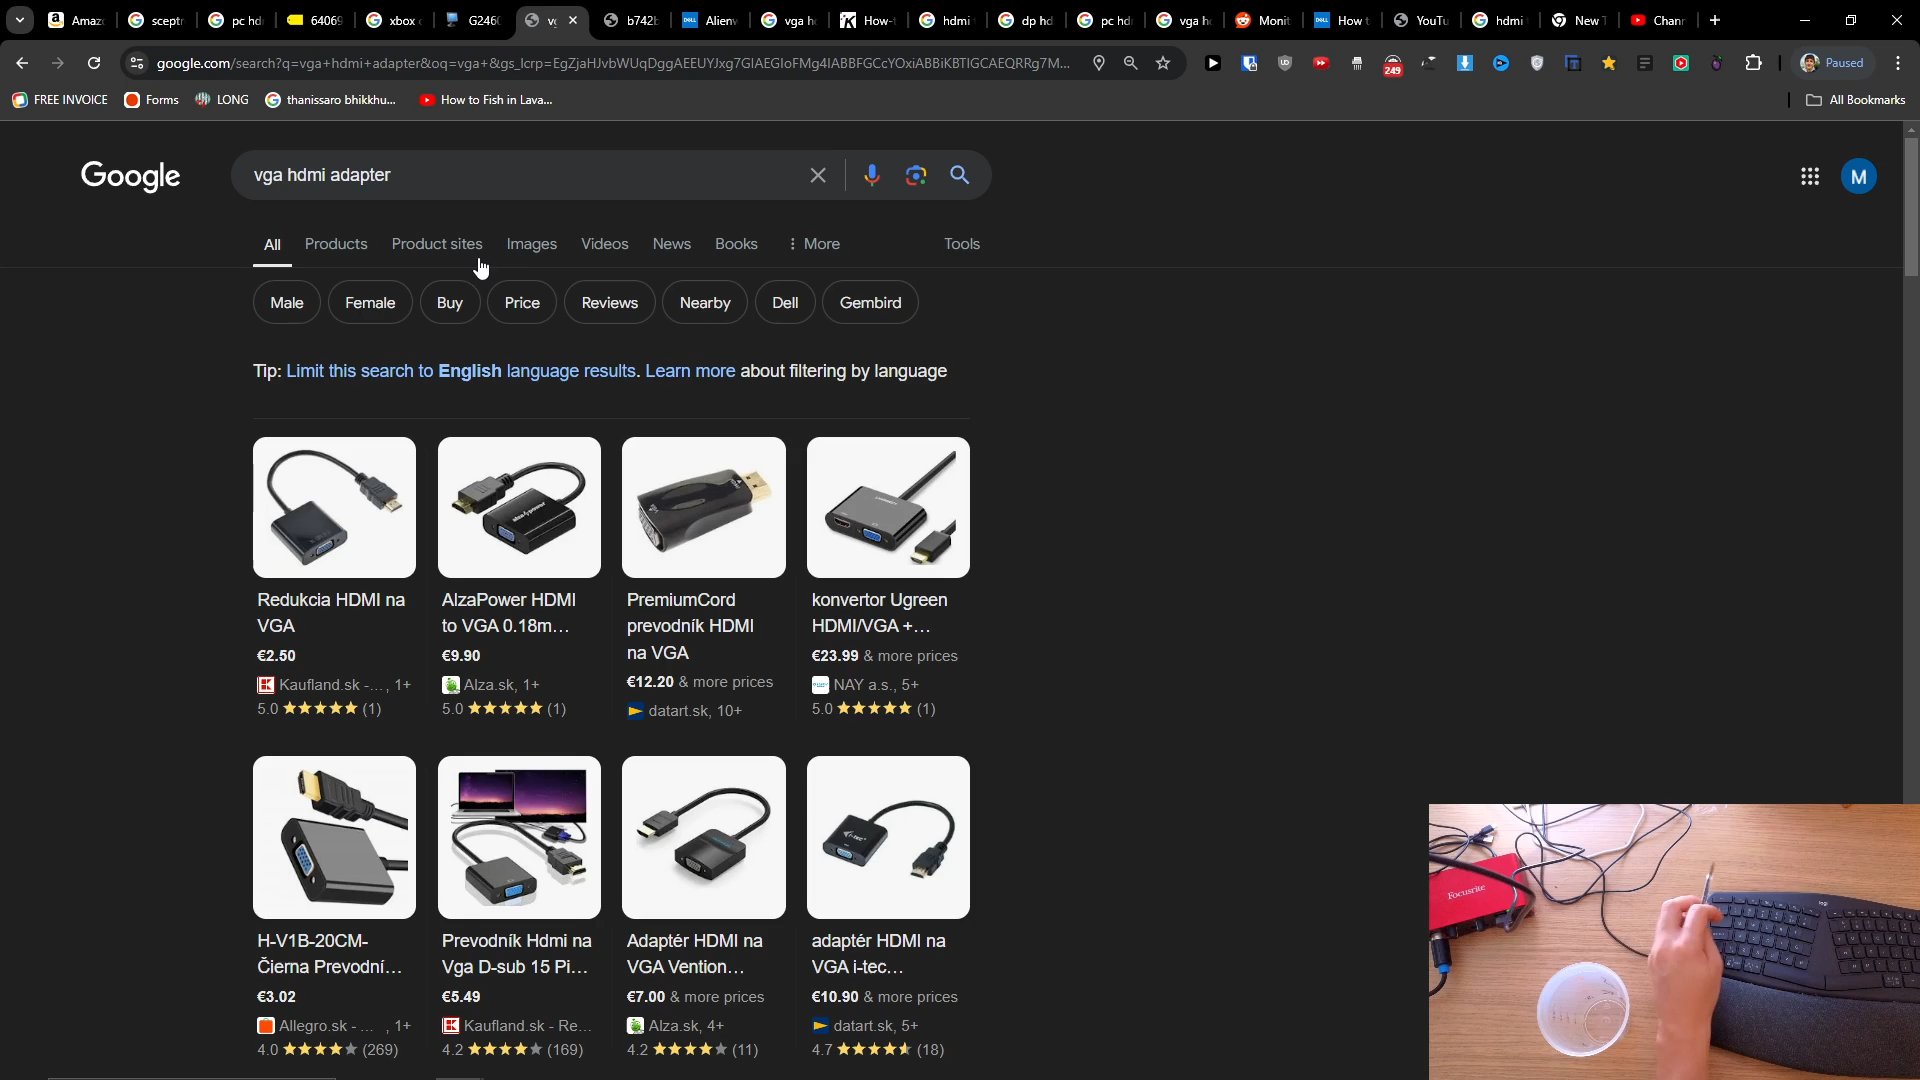 Amazo
sceptr
pc hdr
64069
xbox c
G246
vg
b742b
Alienw
vga h
How-t
hdmi
dp hd
pc hdr
vga h
Monit
How t
YouTu
hdmi
New T
Chan
google.com/search?q=vga+hdmi+adapter&oq=vga+&gs_lcrp=EgZjaHJvbWUqDggAEEUYJxg7GIAEGIoFMg4IABBFGCcYOxiABBiKBTIGCAEQRRg7M...
249
Paused
FREE INVOICE
Forms
LONG
thanissaro bhikkhu...
How to Fish in Lava...
All Bookmarks
Google
vga hdmi adapter
M
All Products Product sites Images Videos News Books More Tools
Male Female Buy Price Reviews Nearby Dell Gembird
Tip: Limit this search to English language results. Learn more about filtering by language
Redukcia HDMI na
VGA
€2.50
Kaufland.sk -..., 1+
5.0 (1)
AlzaPower HDMI
to VGA 0.18m...
€9.90
Alza.sk, 1+
5.0 (1)
PremiumCord
prevodník HDMI
na VGA
€12.20 & more prices
datart.sk, 10+
konvertor Ugreen
HDMI/VGA +...
€23.99 & more prices
NAY a.s., 5+
5.0 (1)
H-V1B-20CM-
Čierna Prevodní...
€3.02
Allegro.sk - ... , 1+
4.0 (269)
Prevodník Hdmi na
Vga D-sub 15 Pi...
€5.49
Kaufland.sk - Re...
4.2 (169)
Adaptér HDMI na
VGA Vention...
€7.00 & more prices
Alza.sk, 4+
4.2 (11)
adaptér HDMI na
VGA i-tec...
€10.90 & more prices
datart.sk, 5+
4.7 (18)
Focusrite
logi